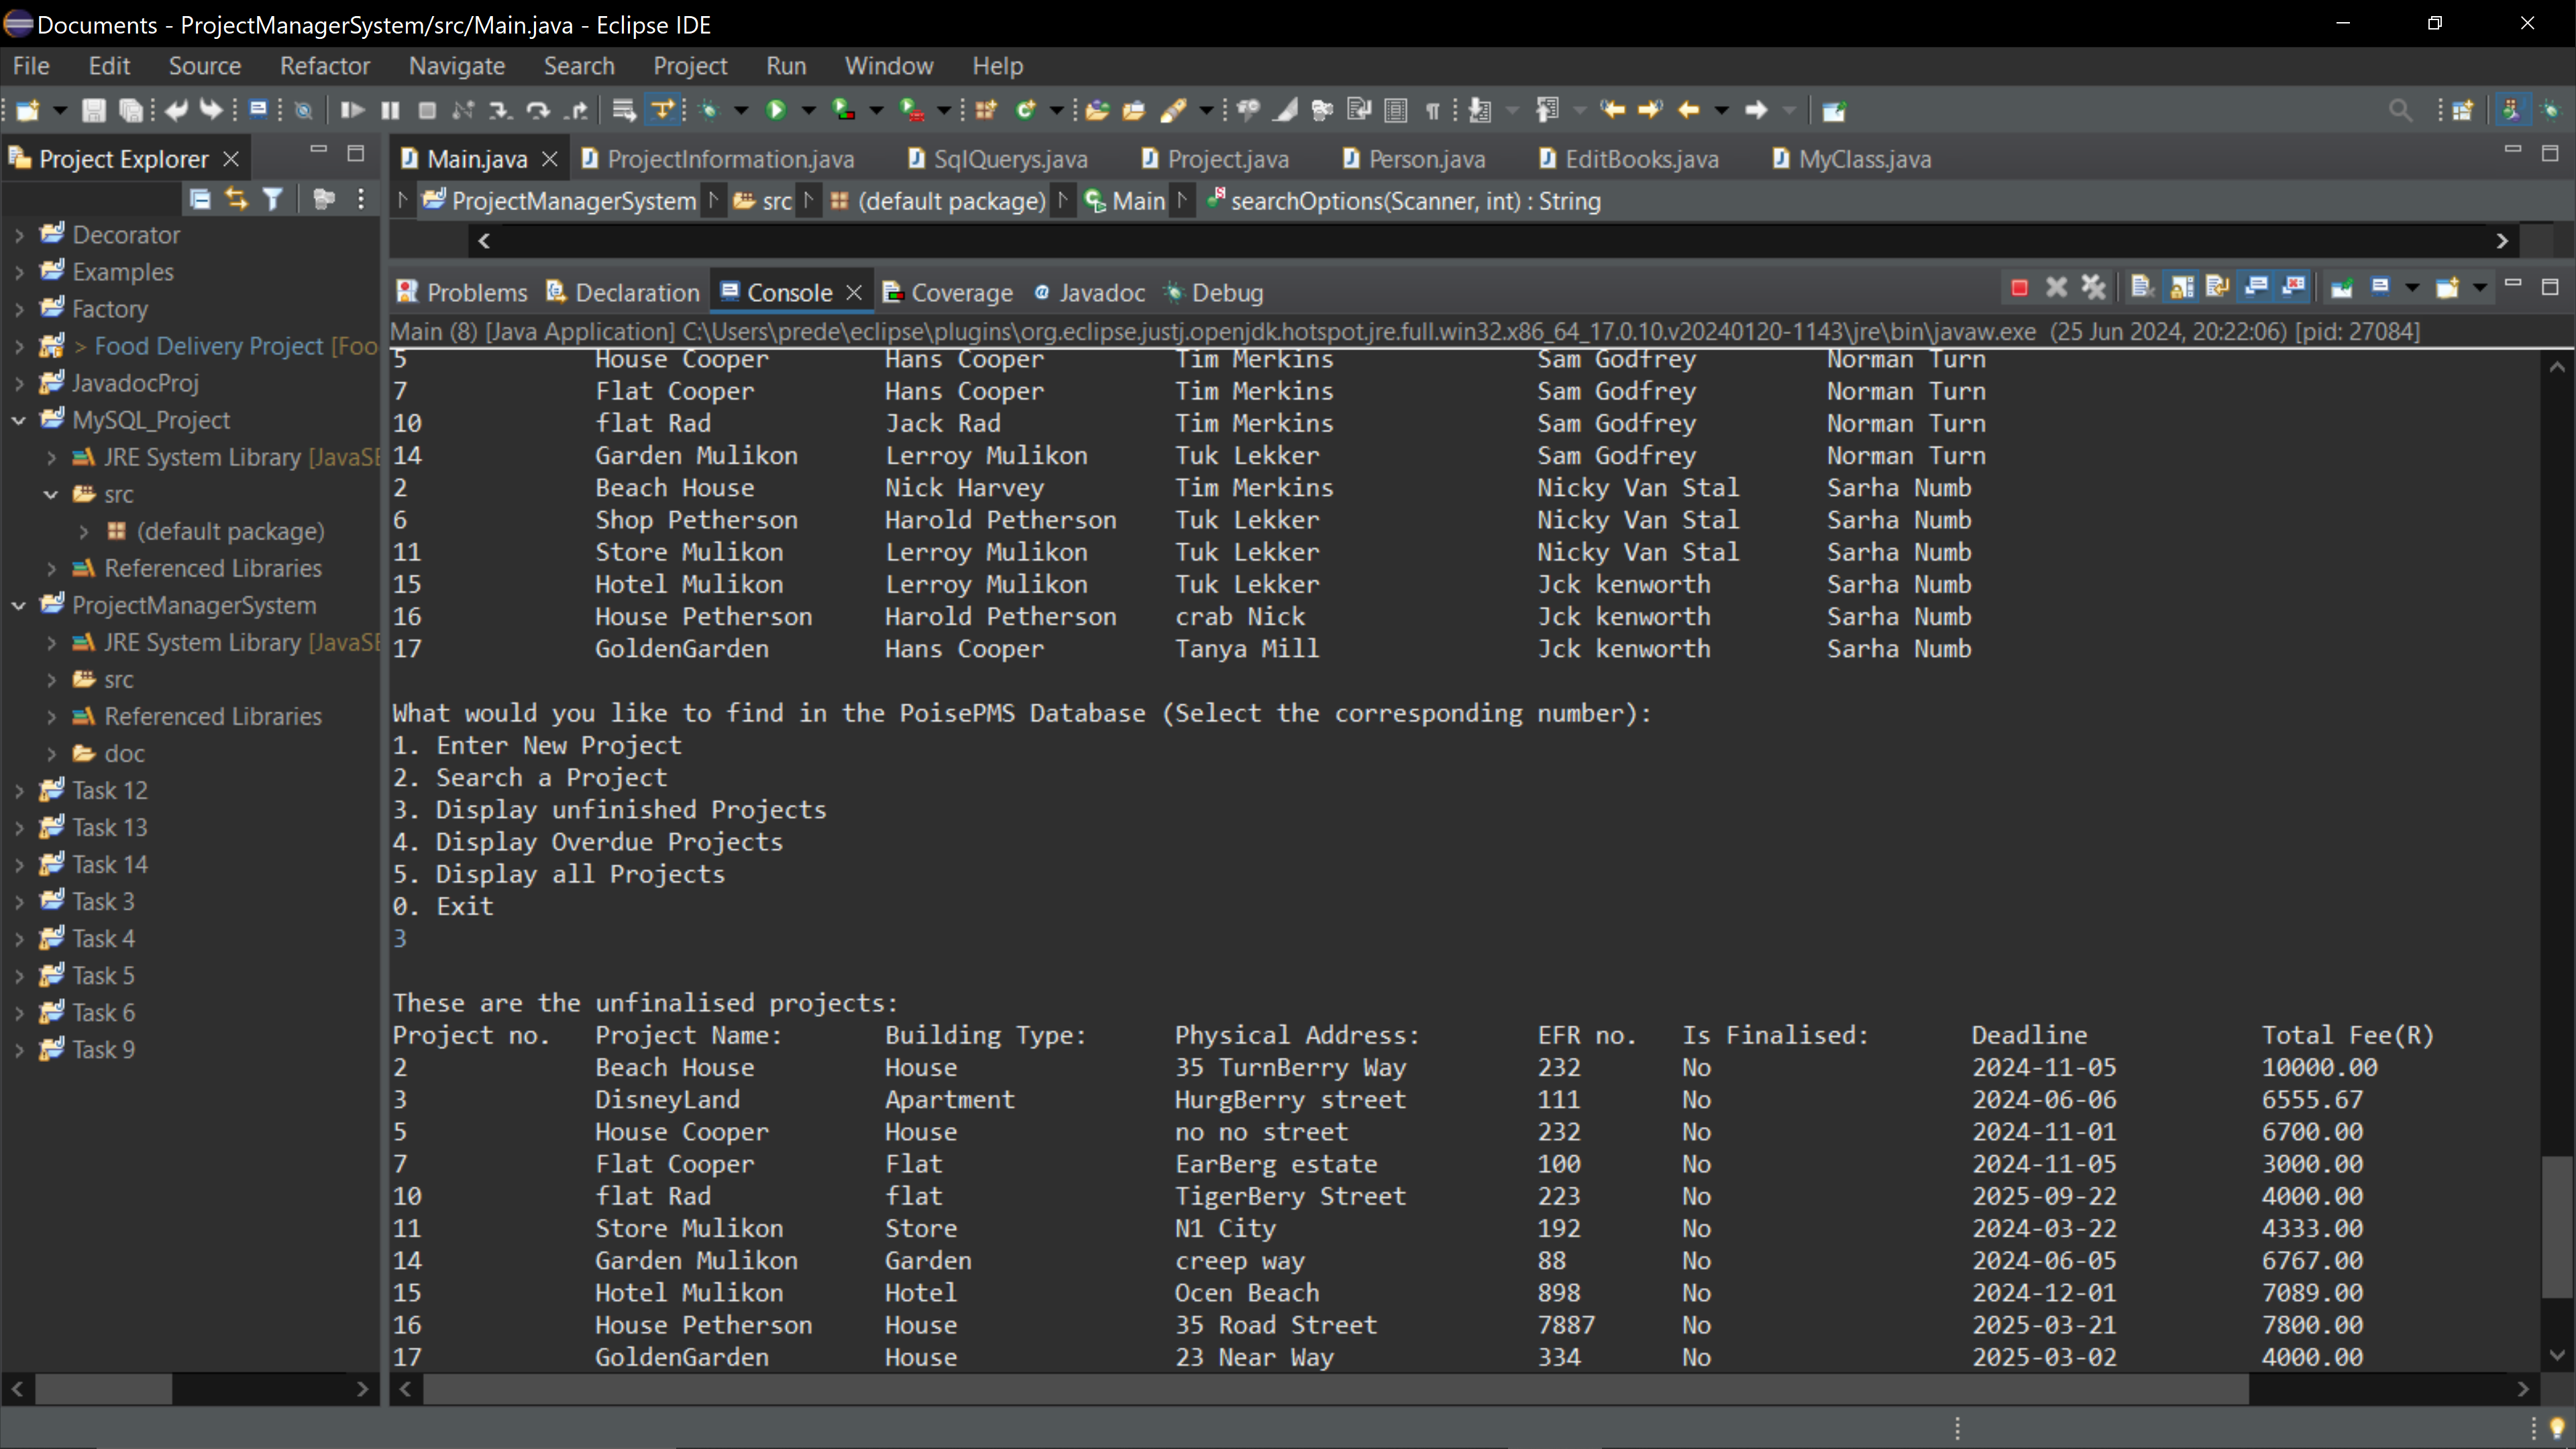 Documents - ProjectManagerSystem/src/Main.java - Eclipse IDE
File Edit Source Refactor Navigate Search Project Run Window Help
Project Explorer
Main.java ProjectInformation.java SqlQuerys.java Project.java Person.java EditBooks.java MyClass.java
ProjectManagerSystem src (default package) Main searchOptions(Scanner, int) : String
Decorator
Examples
Factory
> Food Delivery Project [Foo
JavadocProj
MySQL_Project
JRE System Library [JavaSE
src
(default package)
Referenced Libraries
ProjectManagerSystem
JRE System Library [JavaSE
src
Referenced Libraries
doc
Task 12
Task 13
Task 14
Task 3
Task 4
Task 5
Task 6
Task 9
Problems Declaration Console Coverage Javadoc Debug
Main (8) [Java Application] C:\Users\prede\eclipse\plugins\org.eclipse.justj.openjdk.hotspot.jre.full.win32.x86_64_17.0.10.v20240120-1143\jre\bin\javaw.exe (25 Jun 2024, 20:22:06) [pid: 27084]
5 House Cooper Hans Cooper Tim Merkins Sam Godfrey Norman Turn
7 Flat Cooper Hans Cooper Tim Merkins Sam Godfrey Norman Turn
10 flat Rad Jack Rad Tim Merkins Sam Godfrey Norman Turn
14 Garden Mulikon Lerroy Mulikon Tuk Lekker Sam Godfrey Norman Turn
2 Beach House Nick Harvey Tim Merkins Nicky Van Stal Sarha Numb
6 Shop Petherson Harold Petherson Tuk Lekker Nicky Van Stal Sarha Numb
11 Store Mulikon Lerroy Mulikon Tuk Lekker Nicky Van Stal Sarha Numb
15 Hotel Mulikon Lerroy Mulikon Tuk Lekker Jck kenworth Sarha Numb
16 House Petherson Harold Petherson crab Nick Jck kenworth Sarha Numb
17 GoldenGarden Hans Cooper Tanya Mill Jck kenworth Sarha Numb
What would you like to find in the PoisePMS Database (Select the corresponding number):
1. Enter New Project
2. Search a Project
3. Display unfinished Projects
4. Display Overdue Projects
5. Display all Projects
0. Exit
3
These are the unfinalised projects:
Project no. Project Name: Building Type: Physical Address: EFR no. Is Finalised: Deadline Total Fee(R)
2 Beach House House 35 TurnBerry Way 232 No 2024-11-05 10000.00
3 DisneyLand Apartment HurgBerry street 111 No 2024-06-06 6555.67
5 House Cooper House no no street 232 No 2024-11-01 6700.00
7 Flat Cooper Flat EarBerg estate 100 No 2024-11-05 3000.00
10 flat Rad flat TigerBery Street 223 No 2025-09-22 4000.00
11 Store Mulikon Store N1 City 192 No 2024-03-22 4333.00
14 Garden Mulikon Garden creep way 88 No 2024-06-05 6767.00
15 Hotel Mulikon Hotel Ocen Beach 898 No 2024-12-01 7089.00
16 House Petherson House 35 Road Street 7887 No 2025-03-21 7800.00
17 GoldenGarden House 23 Near Way 334 No 2025-03-02 4000.00